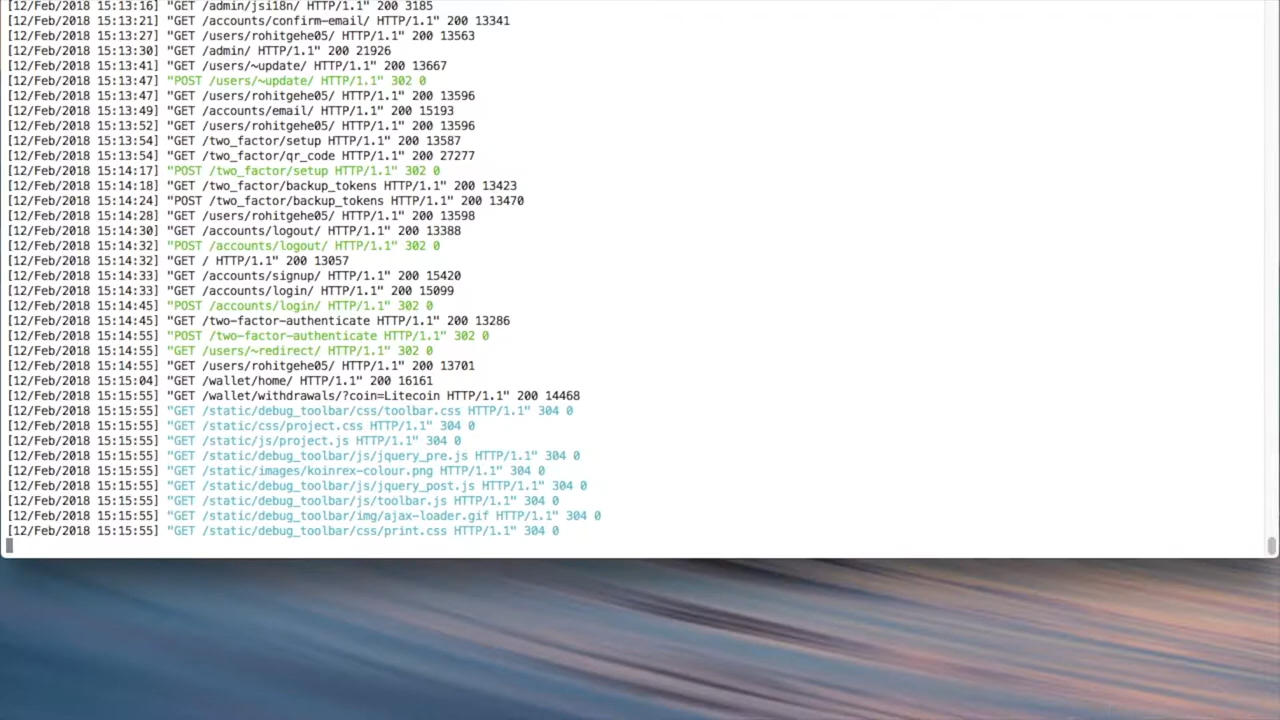 [12/Feb/2018 15:13:16] "GET /admin/jsi18n/ HTTP/1.1" 200 3185
[12/Feb/2018 15:13:21] "GET /accounts/confirm-email/ HTTP/1.1" 200 13341
[12/Feb/2018 15:13:27] "GET /users/rohitgehe05/ HTTP/1.1" 200 13563
[12/Feb/2018 15:13:30] "GET /admin/ HTTP/1.1" 200 21926
[12/Feb/2018 15:13:41] "GET /users/~update/ HTTP/1.1" 200 13667
[12/Feb/2018 15:13:47] "POST /users/~update/ HTTP/1.1" 302 0
[12/Feb/2018 15:13:47] "GET /users/rohitgehe05/ HTTP/1.1" 200 13596
[12/Feb/2018 15:13:49] "GET /accounts/email/ HTTP/1.1" 200 15193
[12/Feb/2018 15:13:52] "GET /users/rohitgehe05/ HTTP/1.1" 200 13596
[12/Feb/2018 15:13:54] "GET /two_factor/setup HTTP/1.1" 200 13587
[12/Feb/2018 15:13:54] "GET /two_factor/qr_code HTTP/1.1" 200 27277
[12/Feb/2018 15:14:17] "POST /two_factor/setup HTTP/1.1" 302 0
[12/Feb/2018 15:14:18] "GET /two_factor/backup_tokens HTTP/1.1" 200 13423
[12/Feb/2018 15:14:24] "POST /two_factor/backup_tokens HTTP/1.1" 200 13470
[12/Feb/2018 15:14:28] "GET /users/rohitgehe05/ HTTP/1.1" 200 13598
[12/Feb/2018 15:14:30] "GET /accounts/logout/ HTTP/1.1" 200 13388
[12/Feb/2018 15:14:32] "POST /accounts/logout/ HTTP/1.1" 302 0
[12/Feb/2018 15:14:32] "GET / HTTP/1.1" 200 13057
[12/Feb/2018 15:14:33] "GET /accounts/signup/ HTTP/1.1" 200 15420
[12/Feb/2018 15:14:33] "GET /accounts/login/ HTTP/1.1" 200 15099
[12/Feb/2018 15:14:45] "POST /accounts/login/ HTTP/1.1" 302 0
[12/Feb/2018 15:14:45] "GET /two-factor-authenticate HTTP/1.1" 200 13286
[12/Feb/2018 15:14:55] "POST /two-factor-authenticate HTTP/1.1" 302 0
[12/Feb/2018 15:14:55] "GET /users/~redirect/ HTTP/1.1" 302 0
[12/Feb/2018 15:14:55] "GET /users/rohitgehe05/ HTTP/1.1" 200 13701
[12/Feb/2018 15:15:04] "GET /wallet/home/ HTTP/1.1" 200 16161
[12/Feb/2018 15:15:55] "GET /wallet/withdrawals/?coin=Litecoin HTTP/1.1" 200 14468
[12/Feb/2018 15:15:55] "GET /static/debug_toolbar/css/toolbar.css HTTP/1.1" 304 0
[12/Feb/2018 15:15:55] "GET /static/css/project.css HTTP/1.1" 304 0
[12/Feb/2018 15:15:55] "GET /static/js/project.js HTTP/1.1" 304 0
[12/Feb/2018 15:15:55] "GET /static/debug_toolbar/js/jquery_pre.js HTTP/1.1" 304 0
[12/Feb/2018 15:15:55] "GET /static/images/koinrex-colour.png HTTP/1.1" 304 0
[12/Feb/2018 15:15:55] "GET /static/debug_toolbar/js/jquery_post.js HTTP/1.1" 304 0
[12/Feb/2018 15:15:55] "GET /static/debug_toolbar/js/toolbar.js HTTP/1.1" 304 0
[12/Feb/2018 15:15:55] "GET /static/debug_toolbar/img/ajax-loader.gif HTTP/1.1" 304 0
[12/Feb/2018 15:15:55] "GET /static/debug_toolbar/css/print.css HTTP/1.1" 304 0